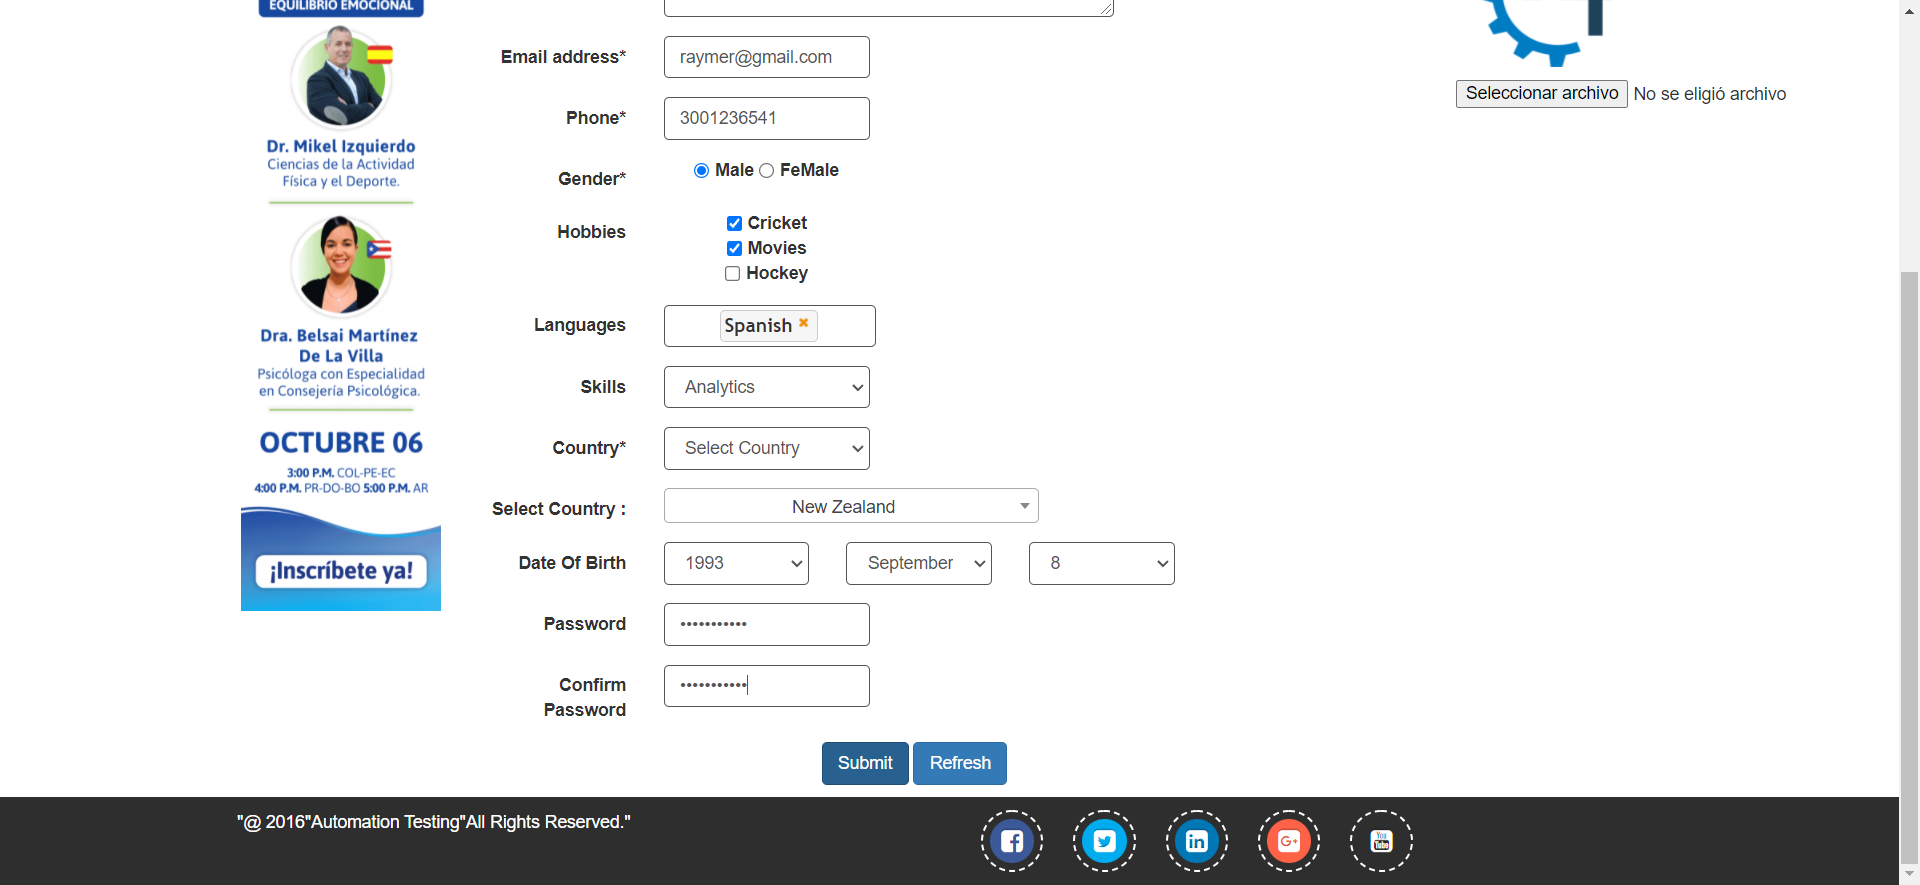 EQUILIBRIO EMOCIONAL
Dr. Mikel Izquierdo
Ciencias de la Actividad
Física y el Deporte.
Dra. Belsai Martínez
De La Villa
Psicóloga con Especialidad
en Consejería Psicológica.
OCTUBRE 06
3:00 P.M. COL-PE-EC
4:00 P.M. PR-DO-BO 5:00 P.M. AR
¡Inscríbete ya!
Email address* raymer@gmail.com
Phone* 3001236541
Gender* Male FeMale
Hobbies Cricket
Movies
Hockey
Languages Spanish
Skills Analytics
Country* Select Country
Select Country : New Zealand
Date Of Birth 1993 September 8
Password •••••••••••
Confirm
Password •••••••••••
Submit Refresh
Seleccionar archivo No se eligió archivo
"@ 2016"Automation Testing"All Rights Reserved."
f in G+ You Tube